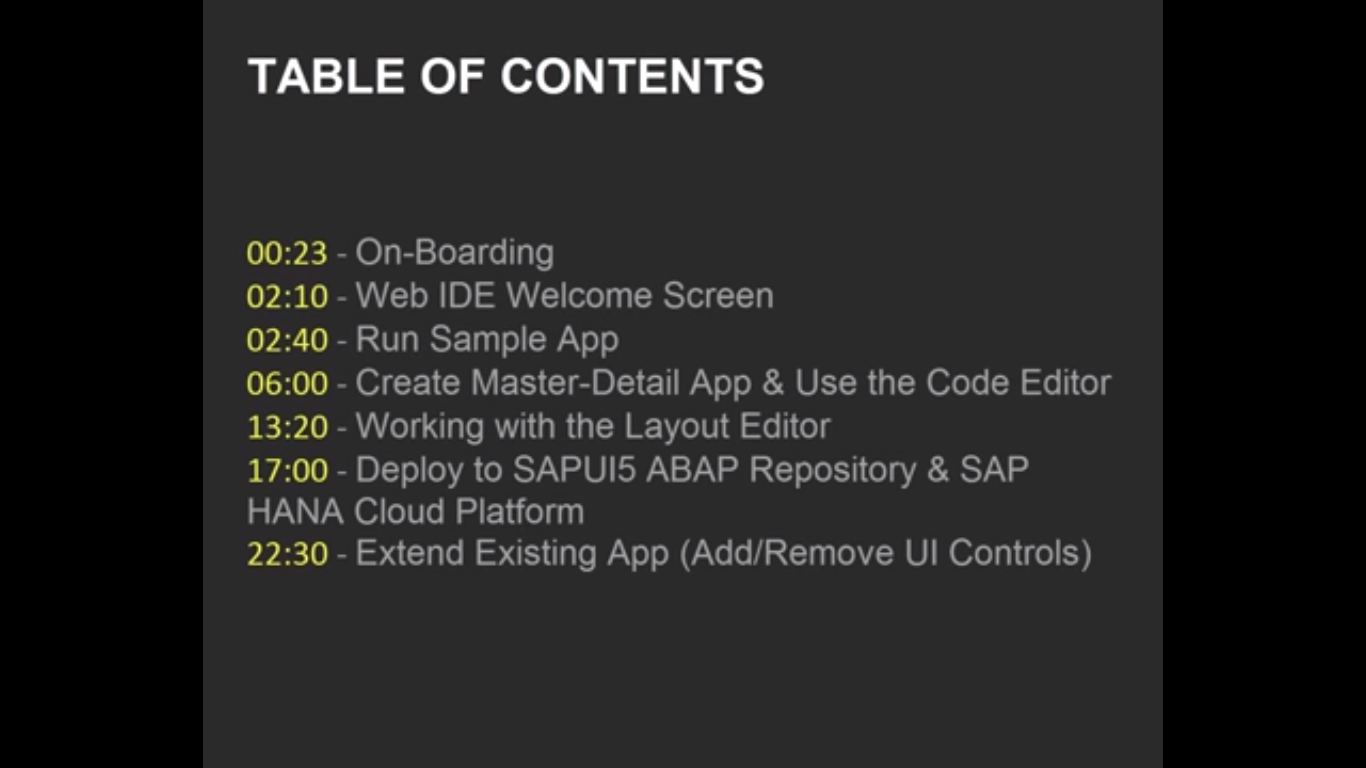 TABLE OF CONTENTS
00:23 - On-Boarding
02:10 - Web IDE Welcome Screen
02:40 - Run Sample App
06:00 - Create Master-Detail App & Use the Code Editor
13:20 - Working with the Layout Editor
17:00 - Deploy to SAPUI5 ABAP Repository & SAP
HANA Cloud Platform
22:30 - Extend Existing App (Add/Remove UI Controls)